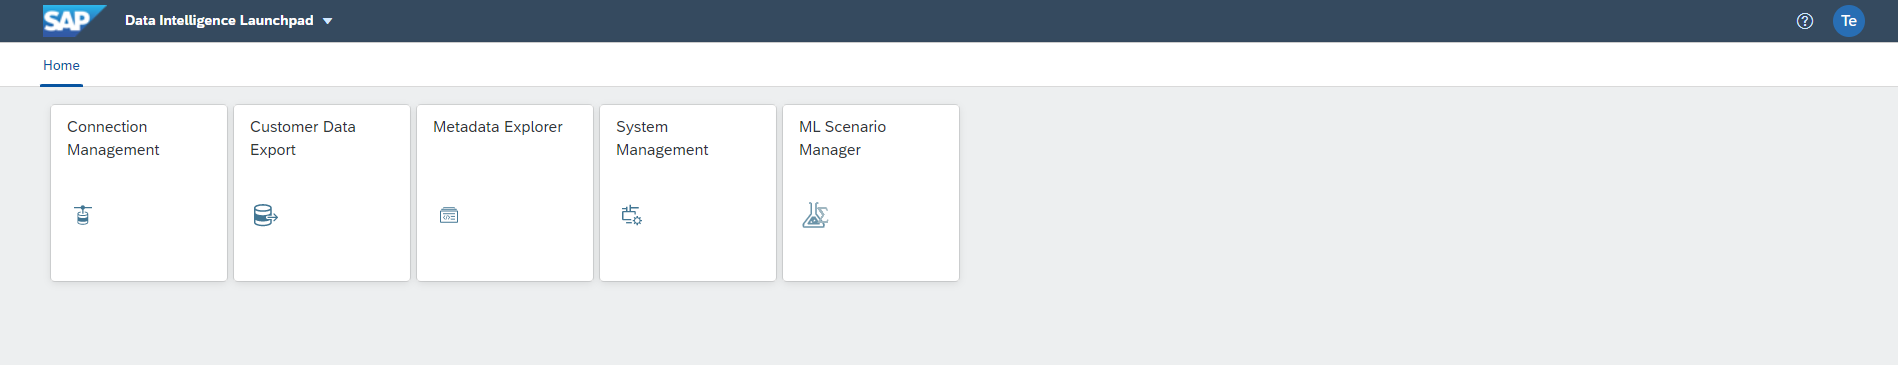 SAP Data Intelligence Launchpad
Te
Home
Connection
Management
Customer Data
Export
Metadata Explorer
System
Management
ML Scenario
Manager